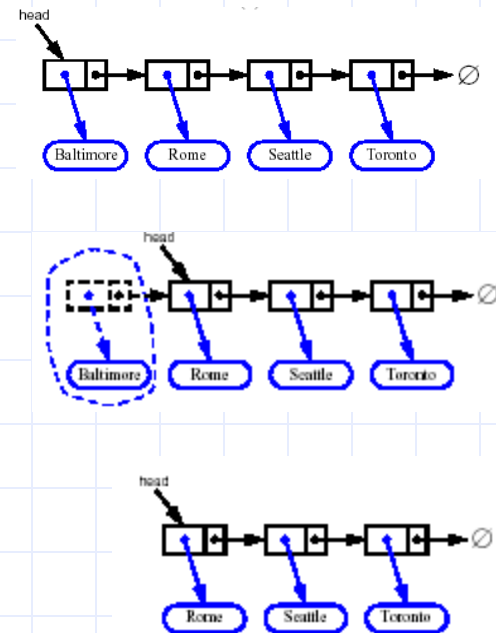 head
∅
Baltimore Rome Seattle Toronto
head
∅
Baltimore Rome Seattle Toronto
head
∅
Rome Seattle Toronto